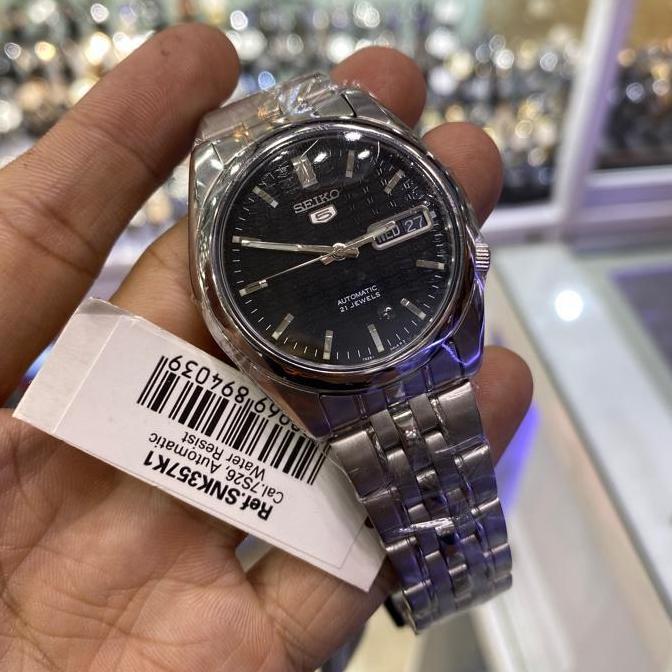 SEIKO
5
WED 27
AUTOMATIC
21 JEWELS
Ref.SNK357K1
Cal.7S26, Automatic
Water Resist